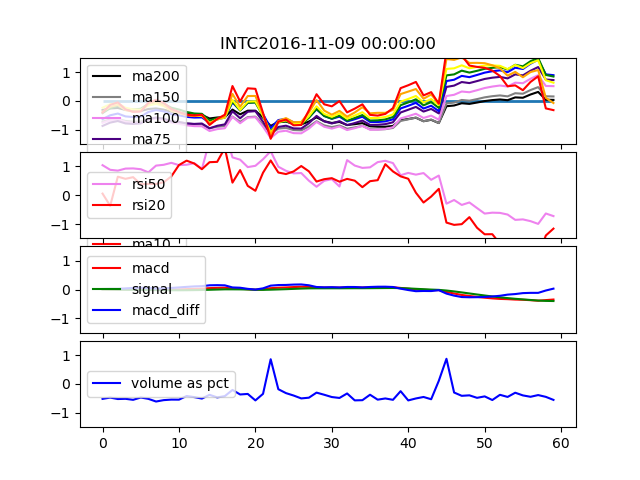 INTC2016-11-09 00:00:00
1
0
−1
ma200
ma150
ma100
ma75
1
0
−1
rsi50
rsi20
ma10
1
0
−1
macd
signal
macd_diff
1
0
−1
volume as pct
0 10 20 30 40 50 60